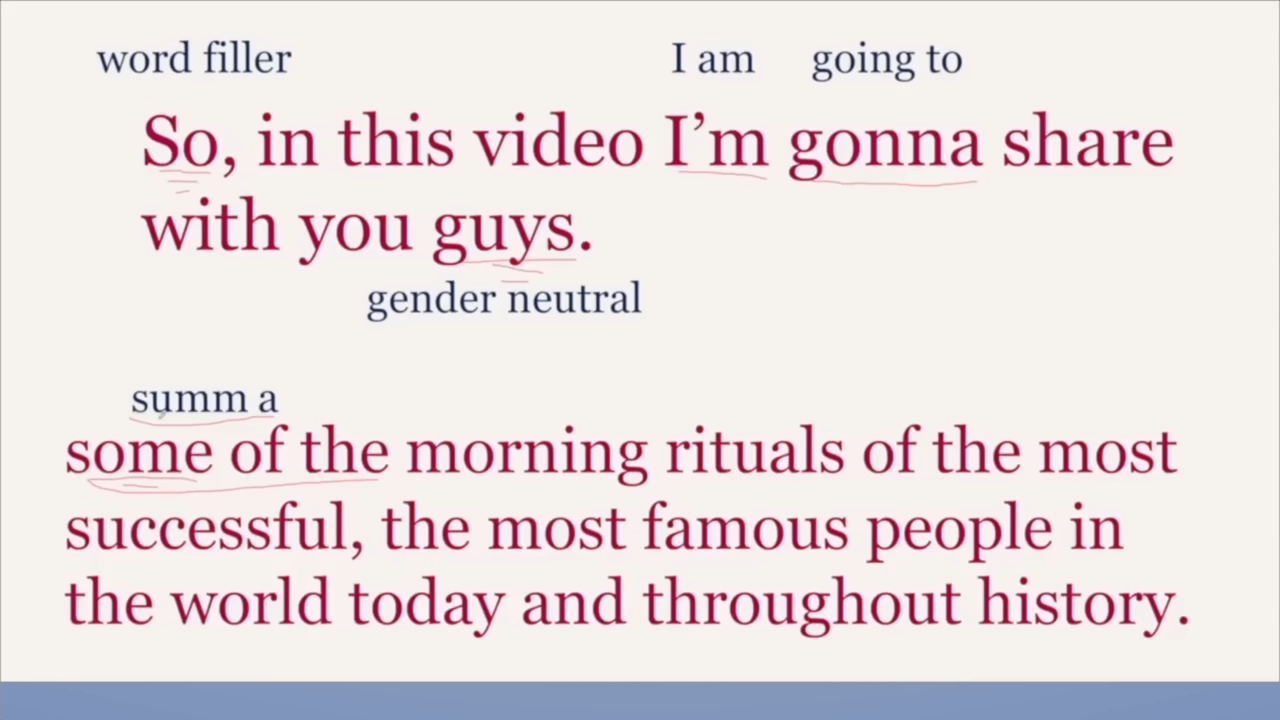 word filler I am going to
So, in this video I’m gonna share
with you guys.
gender neutral
summ a
some of the morning rituals of the most
successful, the most famous people in
the world today and throughout history.